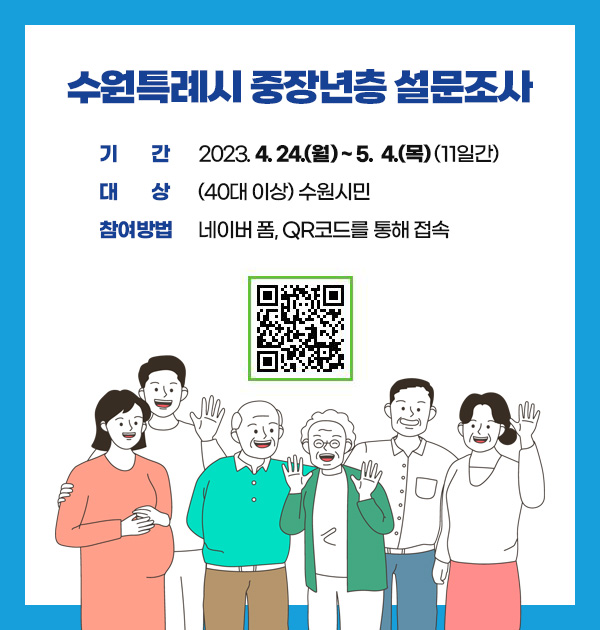 수원특례시 중장년층 설문조사
기 간 2023. 4. 24.(월) ~ 5. 4.(목) (11일간)
대 상 (40대 이상) 수원시민
참여방법 네이버 폼, QR코드를 통해 접속